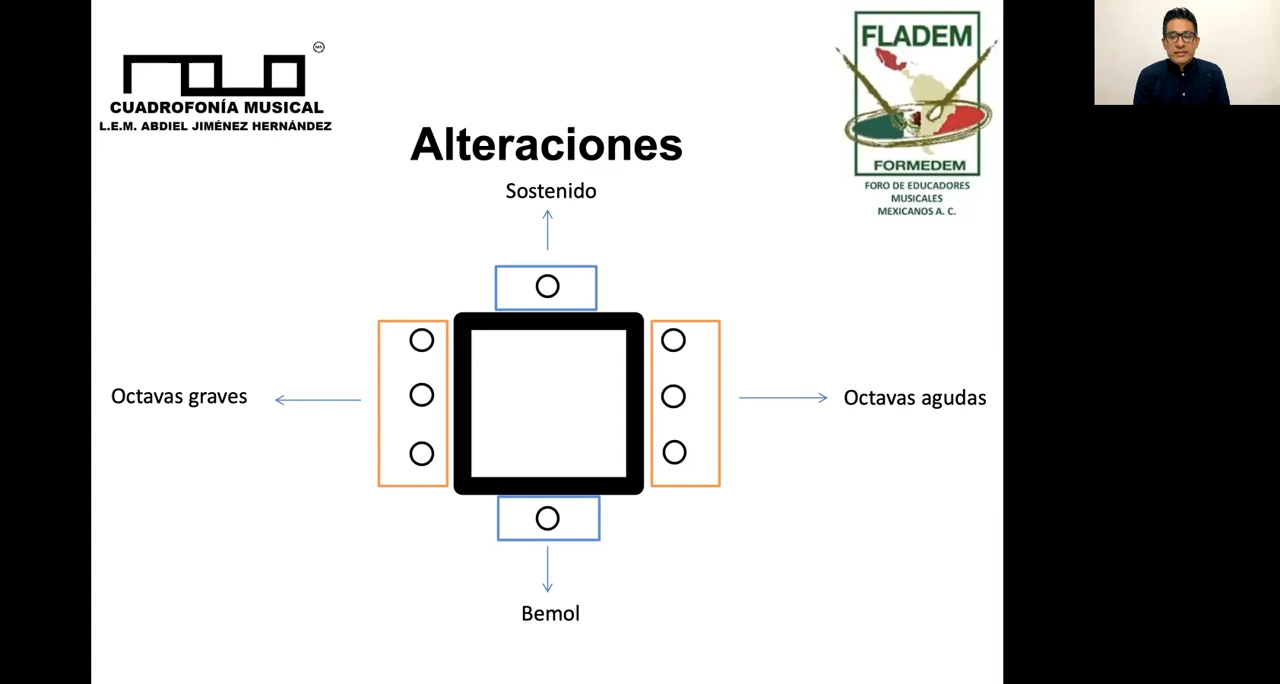 CUADROFONÍA MUSICAL
L.E.M. ABDIEL JIMÉNEZ HERNÁNDEZ
FLADEM
FORMEDEM
FORO DE EDUCADORES
MUSICALES
MEXICANOS A. C.
Alteraciones
Sostenido
Octavas graves
Octavas agudas
Bemol